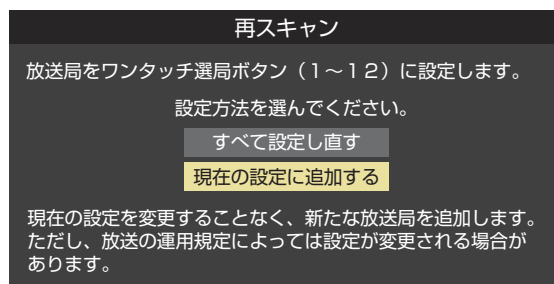 再スキャン
放送局をワンタッチ選局ボタン（１～１２）に設定します。
設定方法を選んでください。
すべて設定し直す
現在の設定に追加する
現在の設定を変更することなく、新たな放送局を追加します。
ただし、放送の運用規定によっては設定が変更される場合が
あります。